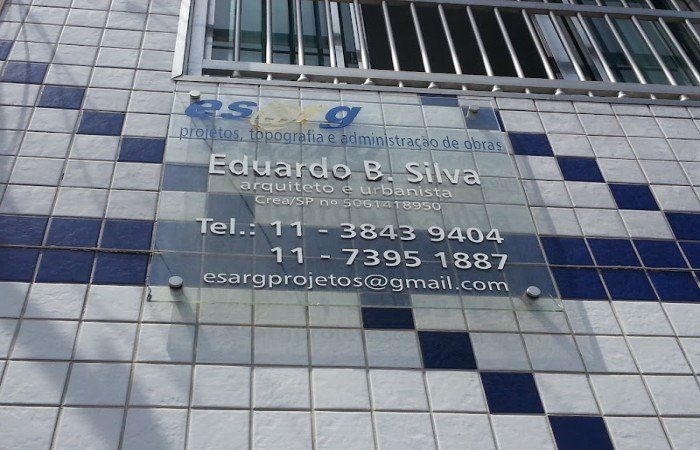 esarg
projetos, topografia e administração de obras
Eduardo B. Silva
arquiteto e urbanista
Crea/SP nº 5061418950
Tel.: 11 - 3843 9404
11 - 7395 1887
esargprojetos@gmail.com